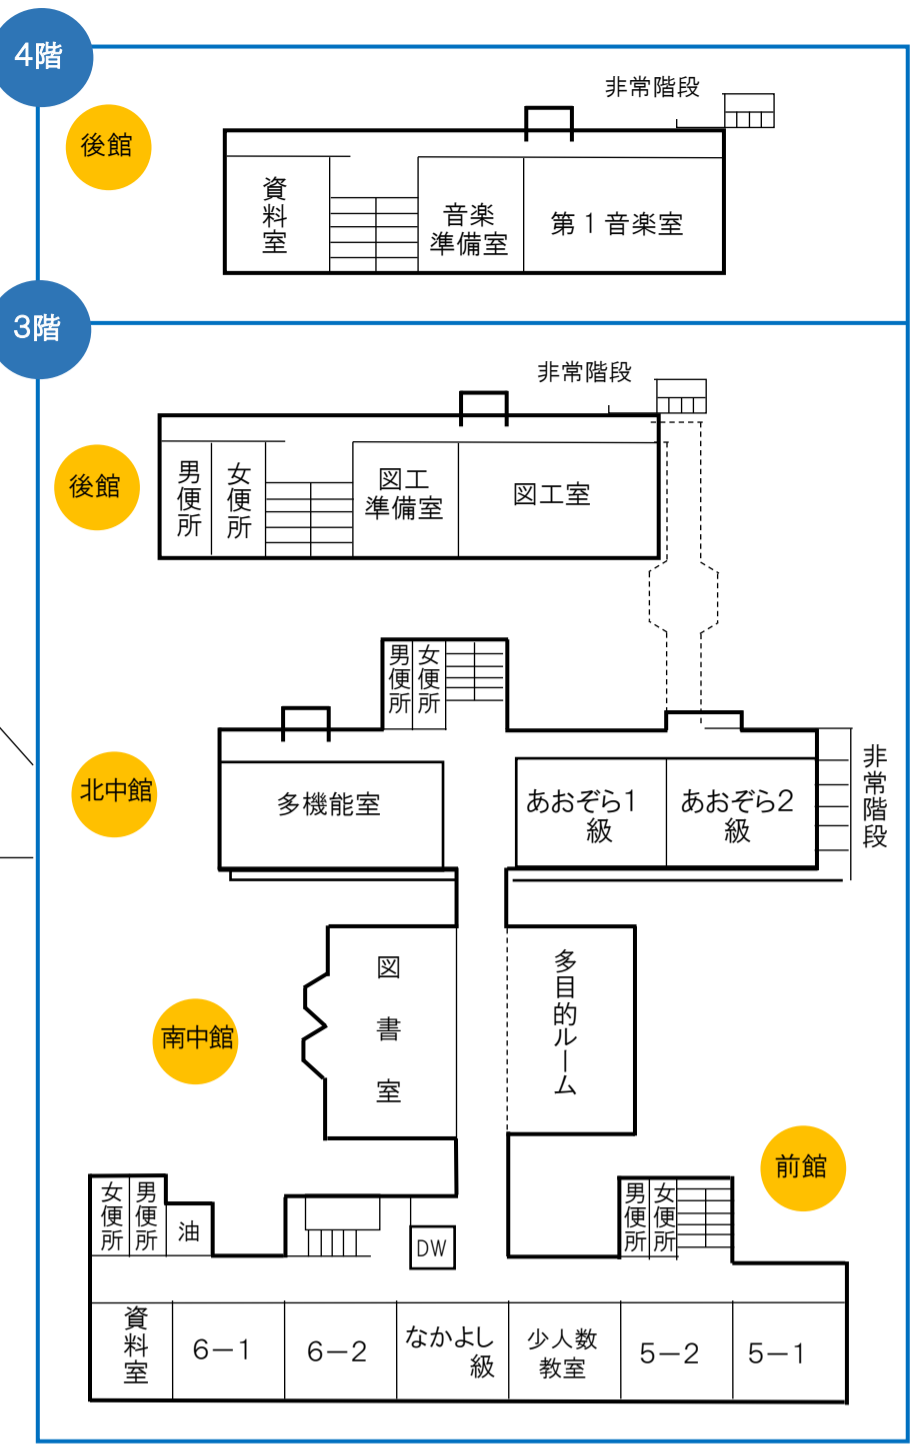 4階
後館
非常階段
資料室
音楽
準備室
第1音楽室
3階
後館
非常階段
男便所
女便所
図工
準備室
図工室
男便所
女便所
北中館
多機能室
あおぞら1
級
あおぞら2
級
非常階段
南中館
図書室
多目的ルーム
前館
女便所
男便所
油
DW
男便所
女便所
資料室
6－1
6－2
なかよし
級
少人数
教室
5－2
5－1